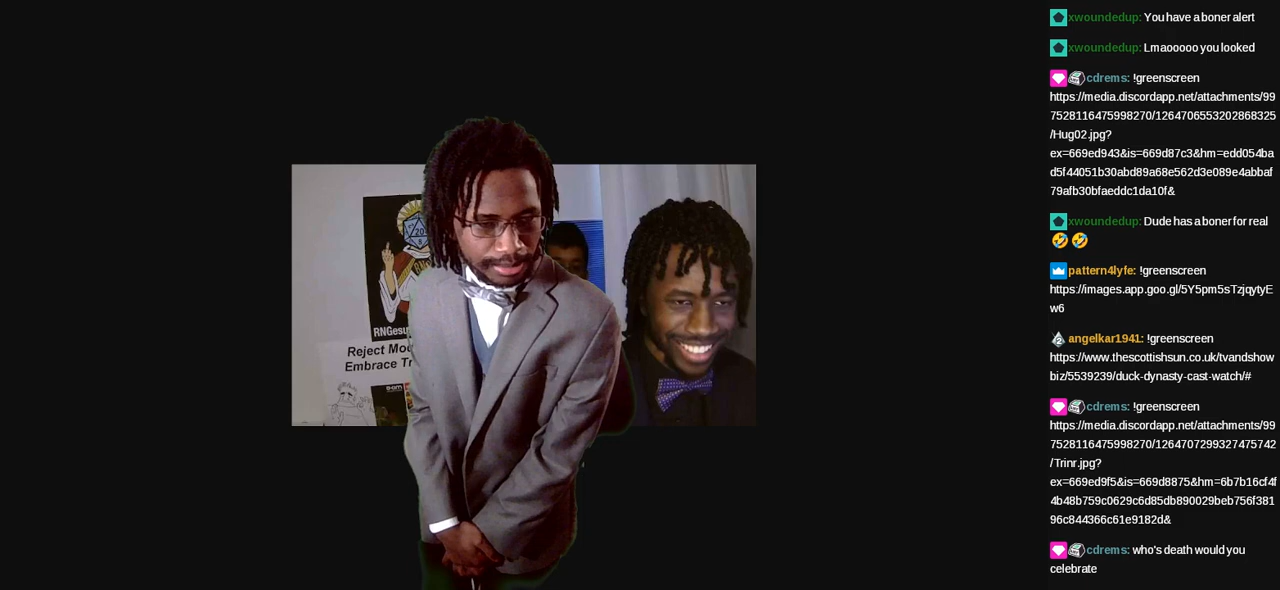 20
6
RNGesu
Reject Mod
Embrace Tr
xwoundedup: You have a boner alert
xwoundedup: Lmaooooo you looked
cdrems: !greenscreen
https://media.discordapp.net/attachments/99
7528116475998270/1264706553202868325
/Hug02.jpg?
ex=669ed943&is=669d87c3&hm=edd054ba
d5f44051b30abd89a68e562d3e089e4abbaf
79afb30bfaeddc1da10f&
xwoundedup: Dude has a boner for real
🤣 🤣
pattern4lyfe: !greenscreen
https://images.app.goo.gl/5Y5pm5sTzjqytyE
w6
2 angelkar1941: !greenscreen
https://www.thescottishsun.co.uk/tvandshow
biz/5539239/duck-dynasty-cast-watch/#
cdrems: !greenscreen
https://media.discordapp.net/attachments/99
7528116475998270/1264707299327475742
/Trinr.jpg?
ex=669ed9f5&is=669d8875&hm=6b7b16cf4f
4b48b759c0629c6d85db890029beb756f381
96c844366c61e9182d&
cdrems: who's death would you
celebrate